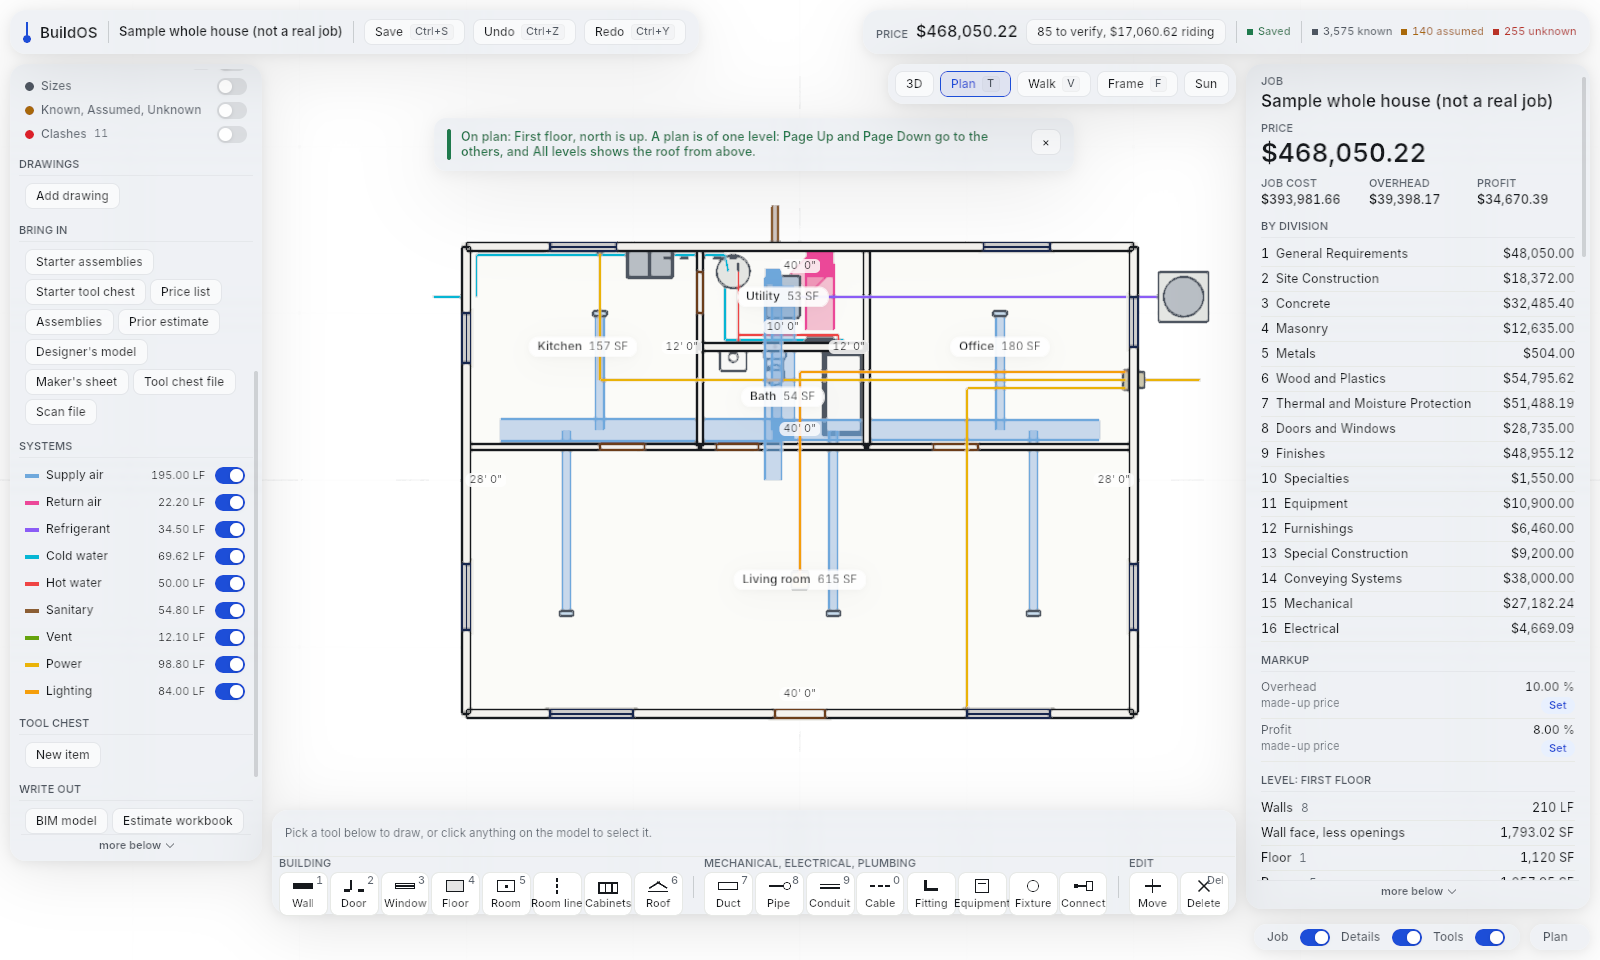 BuildOS
Sample whole house (not a real job)
Save Ctrl+S
Undo Ctrl+Z
Redo Ctrl+Y
PRICE $468,050.22
85 to verify, $17,060.62 riding
Saved
3,575 known
140 assumed
255 unknown
3D
Plan T
Walk V
Frame F
Sun
Sizes
Known, Assumed, Unknown
Clashes 11
DRAWINGS
Add drawing
BRING IN
Starter assemblies
Starter tool chest
Price list
Assemblies
Prior estimate
Designer's model
Maker's sheet
Tool chest file
Scan file
SYSTEMS
Supply air 195.00 LF
Return air 22.20 LF
Refrigerant 34.50 LF
Cold water 69.62 LF
Hot water 50.00 LF
Sanitary 54.80 LF
Vent 12.10 LF
Power 98.80 LF
Lighting 84.00 LF
TOOL CHEST
New item
WRITE OUT
BIM model
Estimate workbook
more below
On plan: First floor, north is up. A plan is of one level: Page Up and Page Down go to the
others, and All levels shows the roof from above.
×
40' 0"
Utility 53 SF
10' 0"
Kitchen 157 SF
12' 0"
12' 0"
Office 180 SF
Bath 54 SF
40' 0"
28' 0"
28' 0"
Living room 615 SF
40' 0"
Pick a tool below to draw, or click anything on the model to select it.
BUILDING
Wall 1
Door 2
Window 3
Floor 4
Room 5
Room line
Cabinets
Roof 6
MECHANICAL, ELECTRICAL, PLUMBING
Duct 7
Pipe 8
Conduit 9
Cable 0
Fitting
Equipment
Fixture
Connect
EDIT
Move
Delete Del
JOB
Sample whole house (not a real job)
PRICE
$468,050.22
JOB COST OVERHEAD PROFIT
$393,981.66 $39,398.17 $34,670.39
BY DIVISION
1 General Requirements $48,050.00
2 Site Construction $18,372.00
3 Concrete $32,485.40
4 Masonry $12,635.00
5 Metals $504.00
6 Wood and Plastics $54,795.62
7 Thermal and Moisture Protection $51,488.19
8 Doors and Windows $28,735.00
9 Finishes $48,955.12
10 Specialties $1,550.00
11 Equipment $10,900.00
12 Furnishings $6,460.00
13 Special Construction $9,200.00
14 Conveying Systems $38,000.00
15 Mechanical $27,182.24
16 Electrical $4,669.09
MARKUP
Overhead 10.00 %
made-up price Set
Profit 8.00 %
made-up price Set
LEVEL: FIRST FLOOR
Walls 8 210 LF
Wall face, less openings 1,793.02 SF
Floor 1 1,120 SF
more below
Job
Details
Tools
Plan